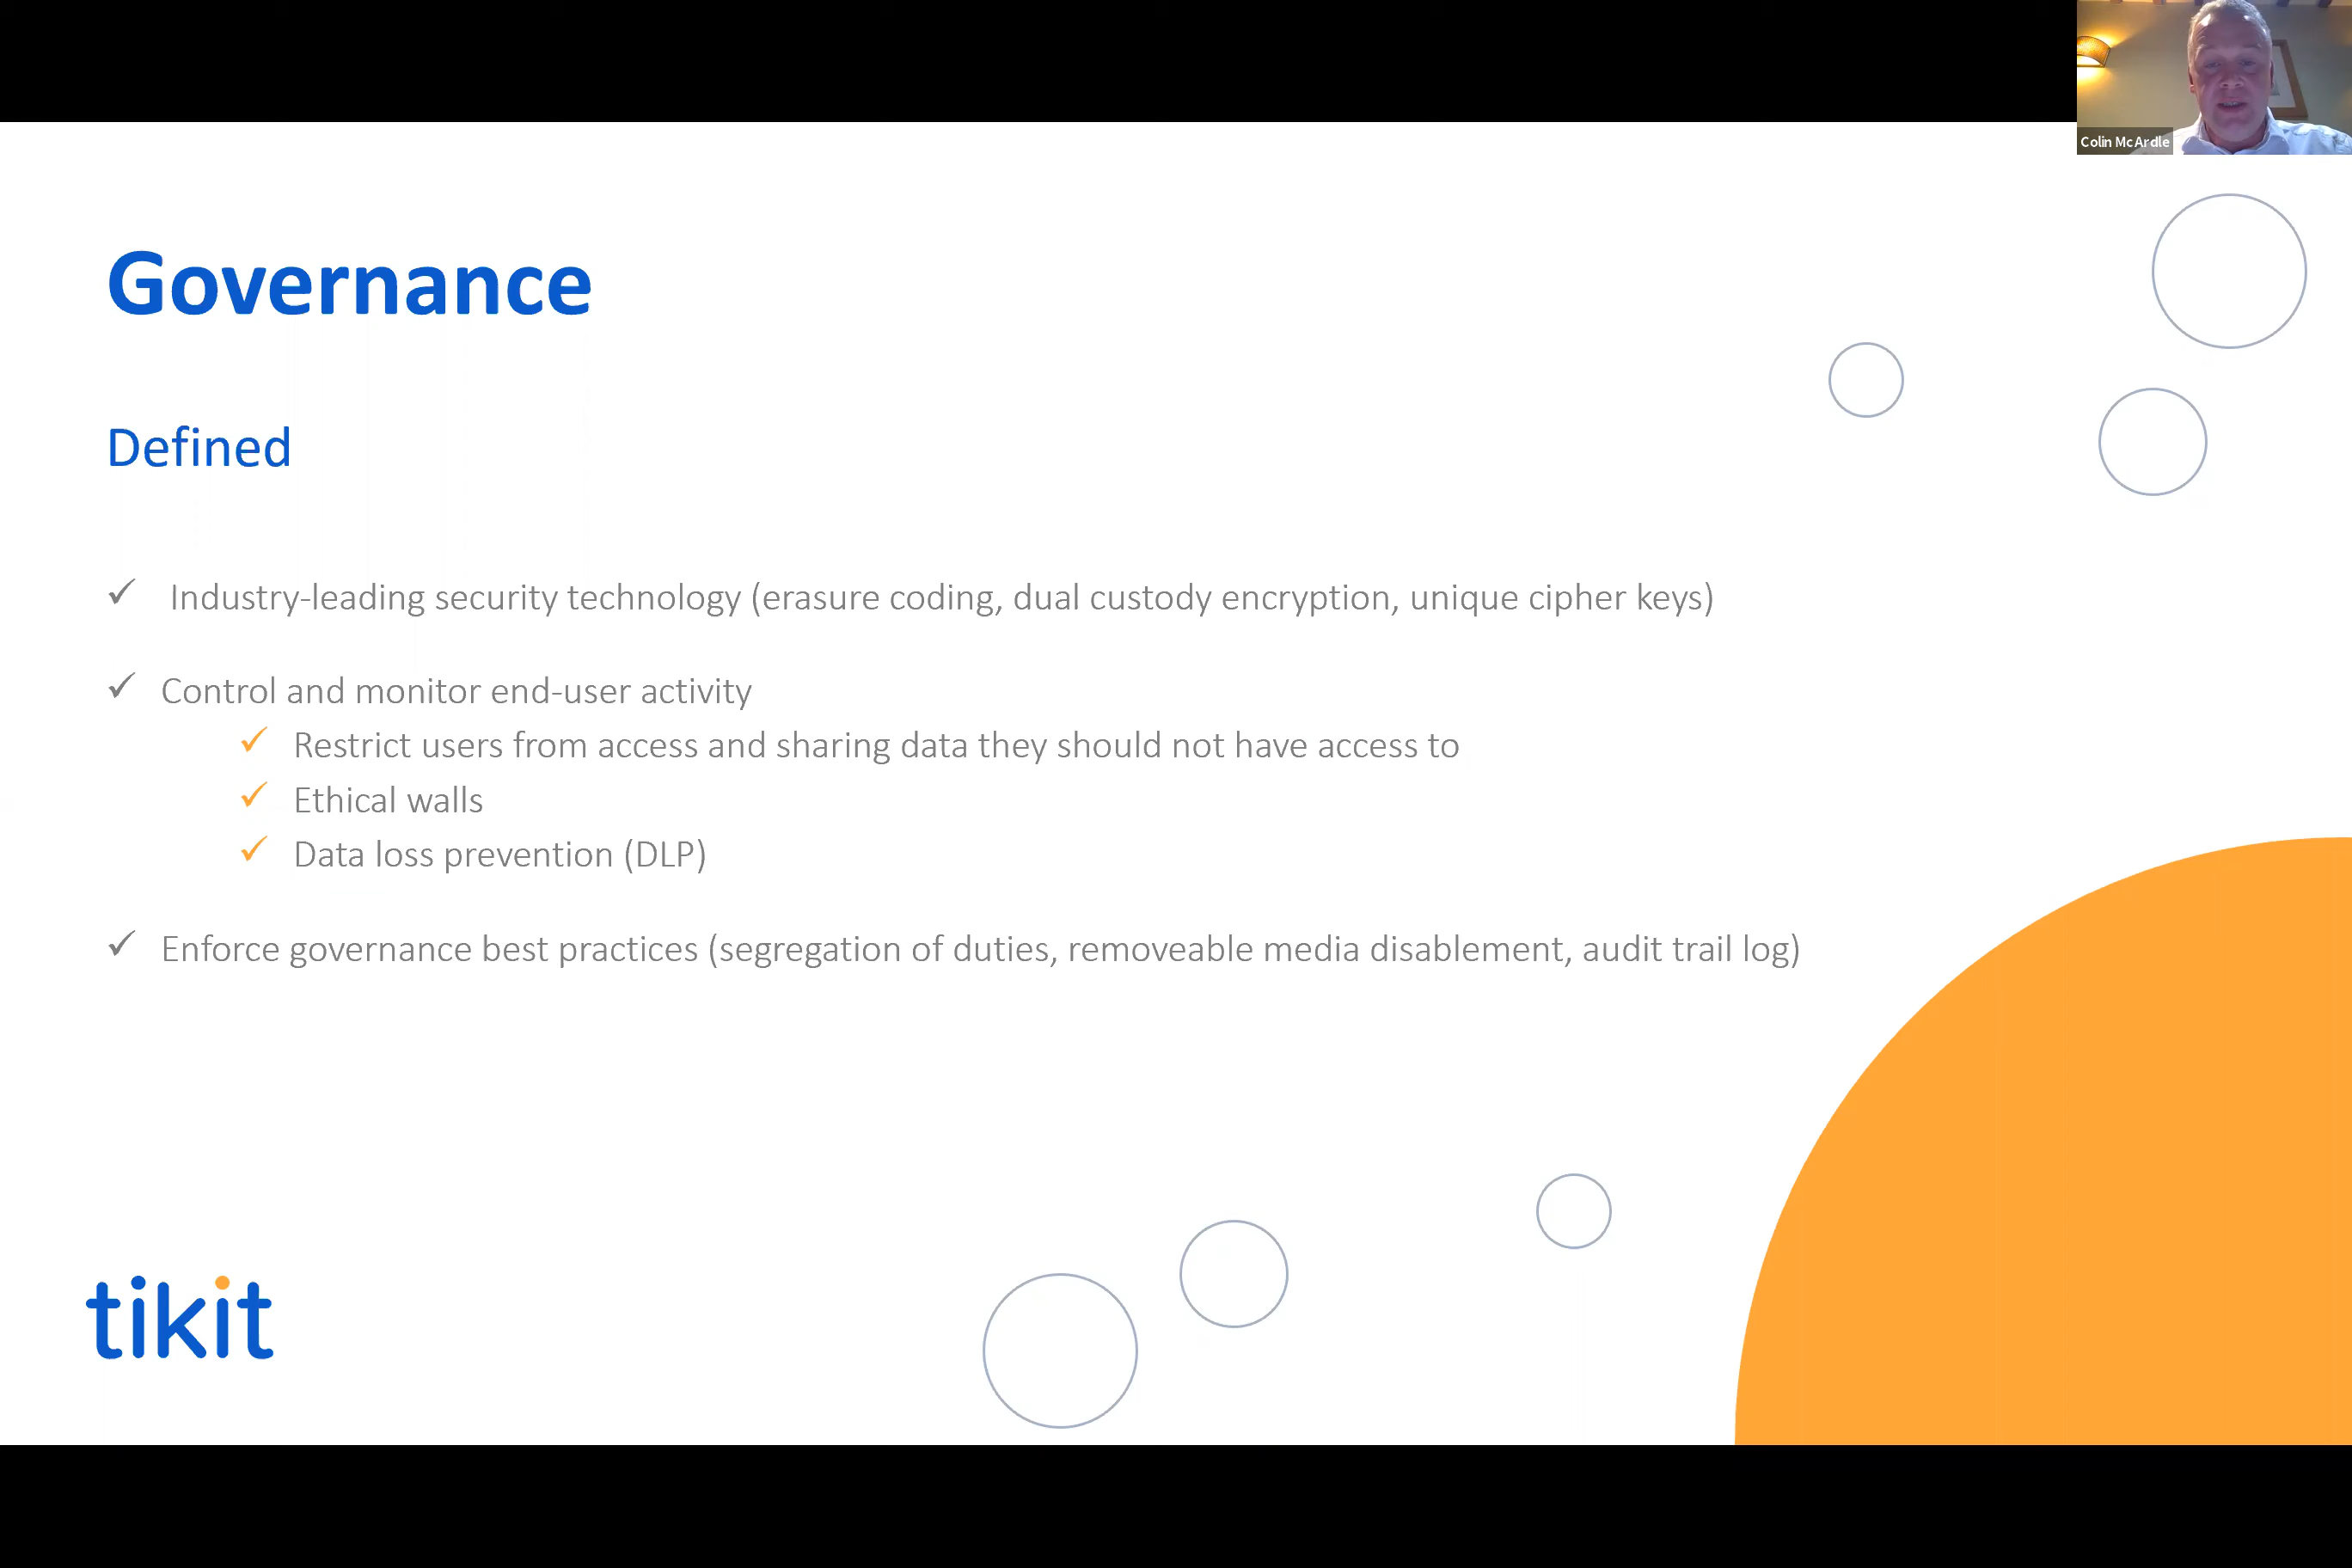 Colin McArdle
Governance
Defined
✓ Industry-leading security technology (erasure coding, dual custody encryption, unique cipher keys)
✓ Control and monitor end-user activity
✓ Restrict users from access and sharing data they should not have access to
✓ Ethical walls
✓ Data loss prevention (DLP)
✓ Enforce governance best practices (segregation of duties, removeable media disablement, audit trail log)
tikit